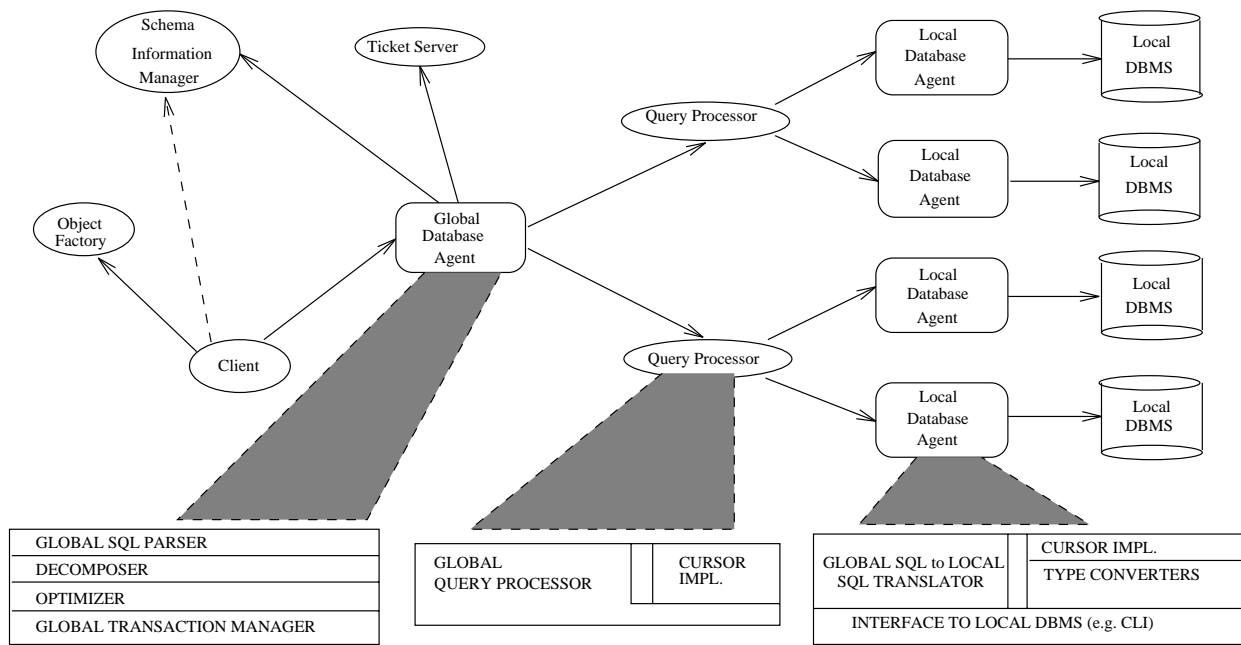 Schema
Information
Manager
Ticket Server
Object
Factory
Client
Global
Database
Agent
Query Processor
Query Processor
Local
Database
Agent
Local
DBMS
Local
Database
Agent
Local
DBMS
Local
Database
Agent
Local
DBMS
Local
Database
Agent
Local
DBMS
GLOBAL SQL PARSER
DECOMPOSER
OPTIMIZER
GLOBAL TRANSACTION MANAGER
GLOBAL
QUERY PROCESSOR
CURSOR
IMPL.
GLOBAL SQL to LOCAL
SQL TRANSLATOR
CURSOR IMPL.
TYPE CONVERTERS
INTERFACE TO LOCAL DBMS (e.g. CLI)